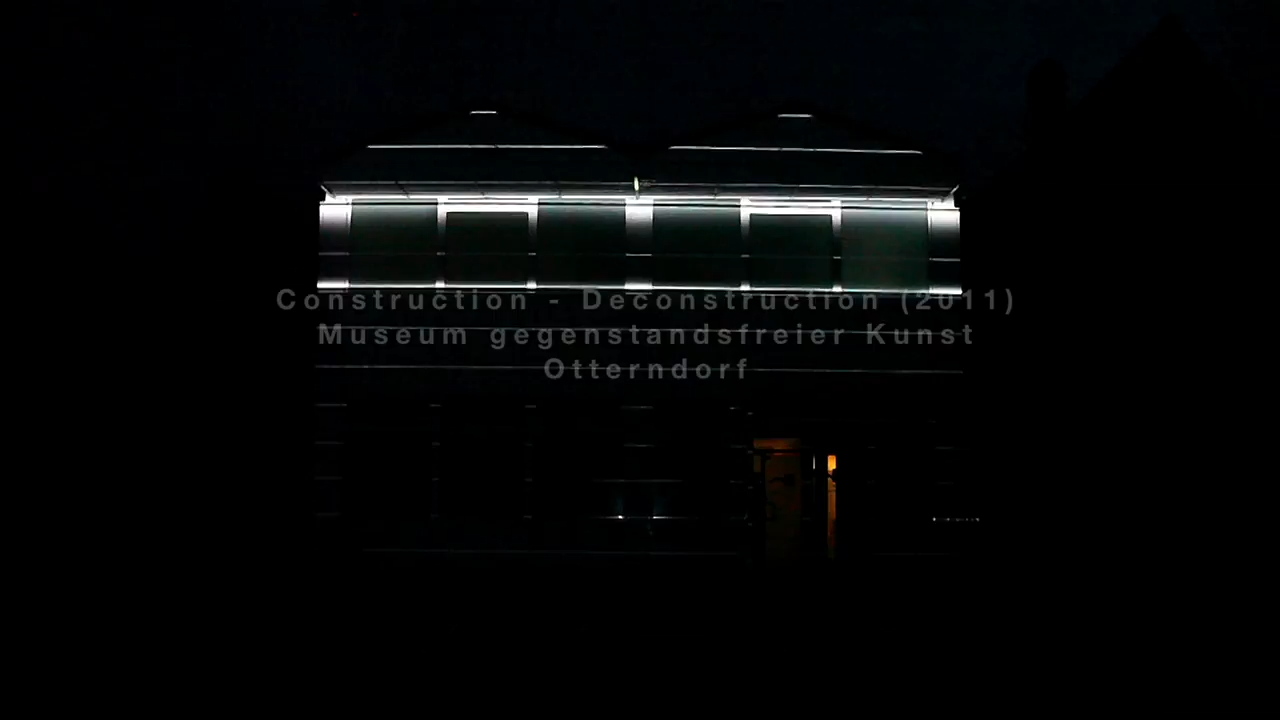 Construction - Deconstruction (2011)
Museum gegenstandsfreier Kunst
Otterndorf